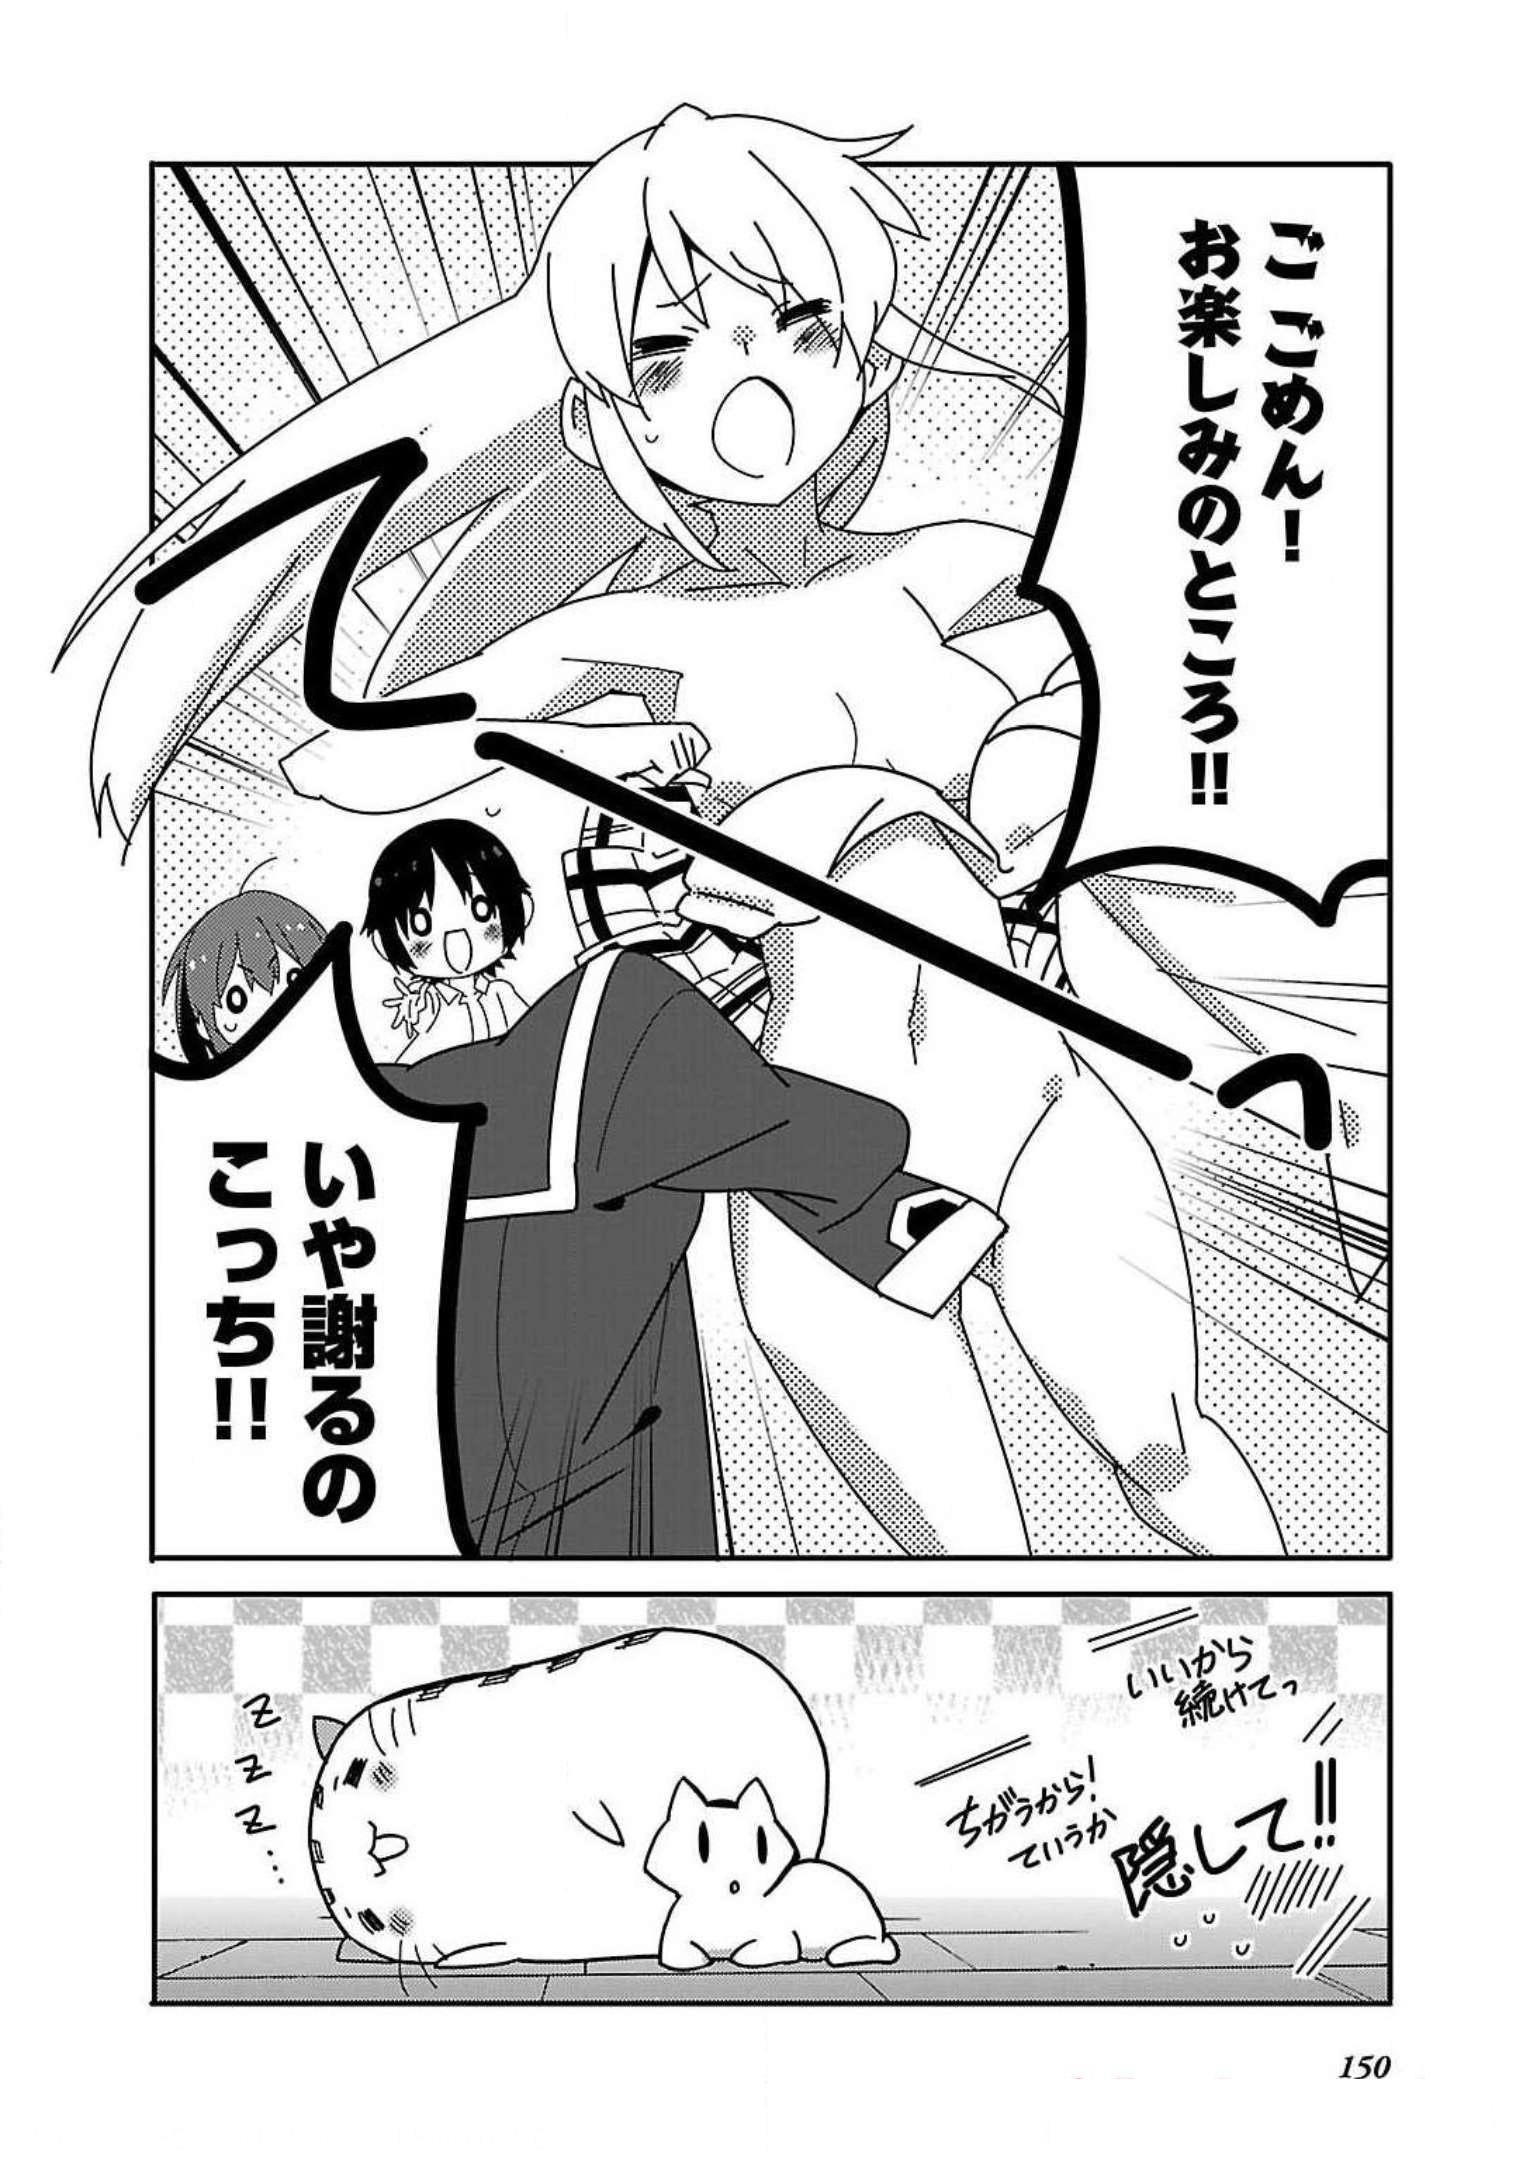 ご ごめん!
お楽しみのところ!!
いや謝るの
こっち!!
いいから
続けてっ
ちがうから!
ていうか
隠して!!
Z
Z
Z
…
150